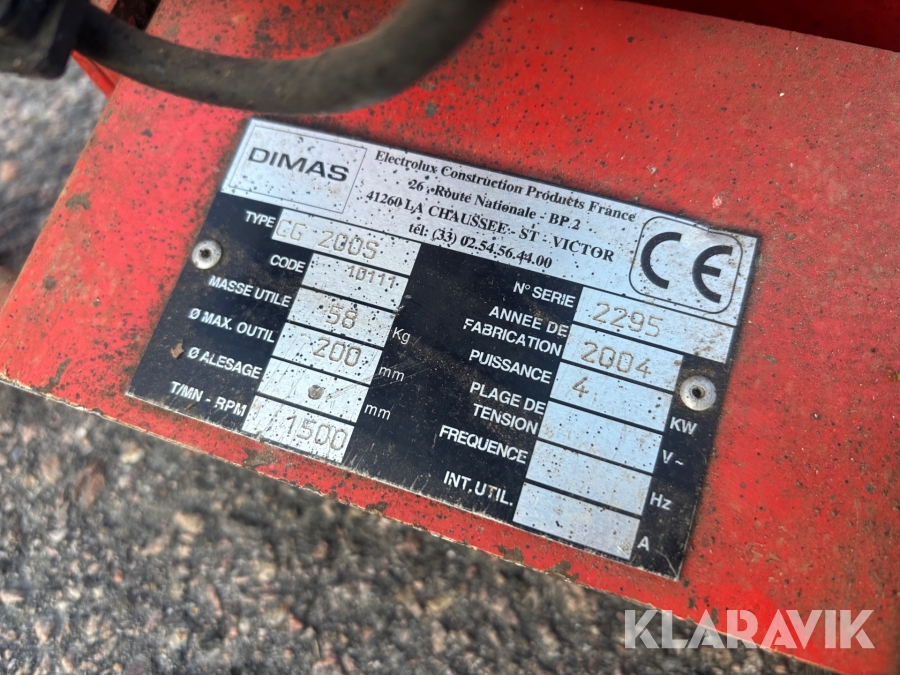 DIMAS
Electrolux Construction Products France
26, Route Nationale - BP.2
41260 LA CHAUSSEE - ST - VICTOR
tél: (33) 02.54.56.44.00
CE
TYPE CG 200S
CODE 10111
MASSE UTILE 58 Kg
Ø MAX. OUTIL 200 mm
Ø ALESAGE mm
T/MN - RPM 1500
N° SERIE 2295
ANNEE DE
FABRICATION 2004
PUISSANCE 4 KW
PLAGE DE
TENSION V~
FREQUENCE Hz
INT. UTIL. A
KLARAVIK